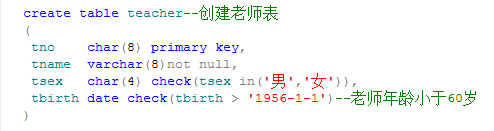 create table teacher--创建老师表
(
 tno    char(8) primary key,
 tname  varchar(8)not null,
 tsex   char(4) check(tsex in('男','女')),
 tbirth date check(tbirth > '1956-1-1')--老师年龄小于60岁
)